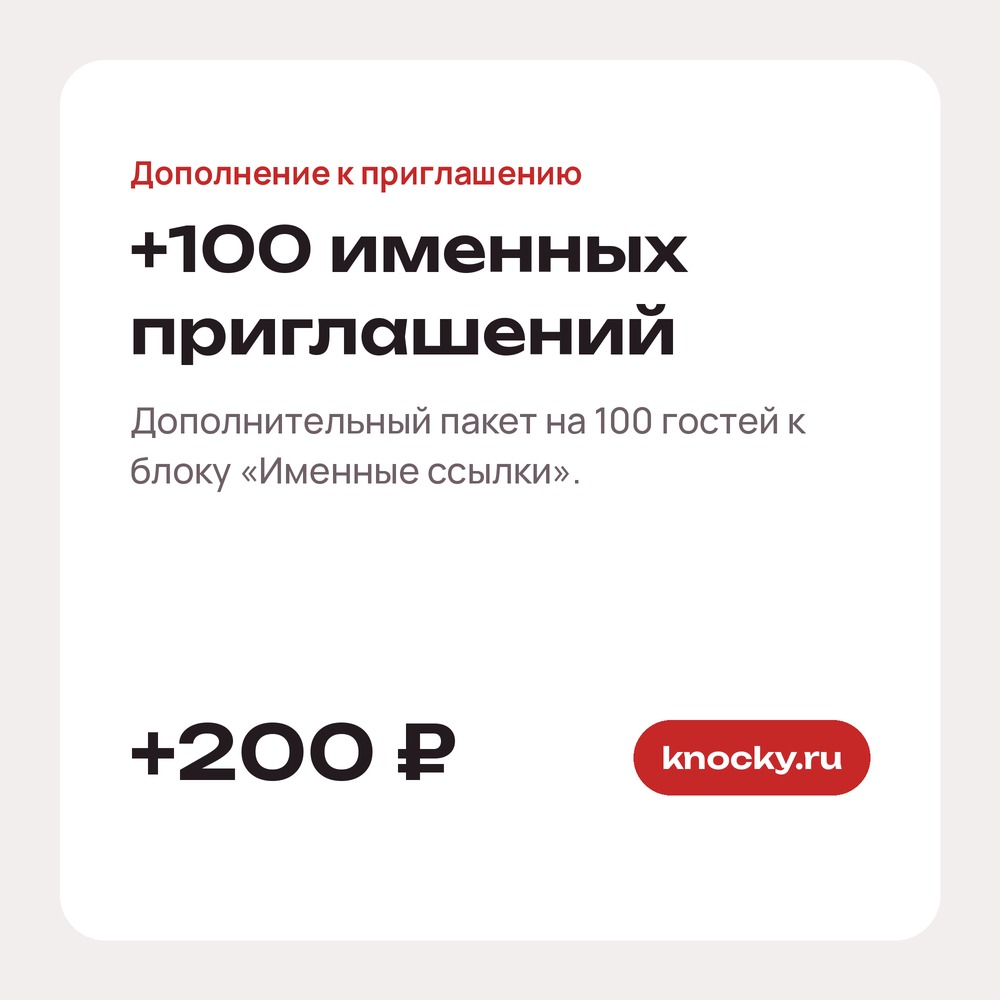 Дополнение к приглашению
+100 именных
приглашений
Дополнительный пакет на 100 гостей к
блоку «Именные ссылки».
+200 ₽
knocky.ru